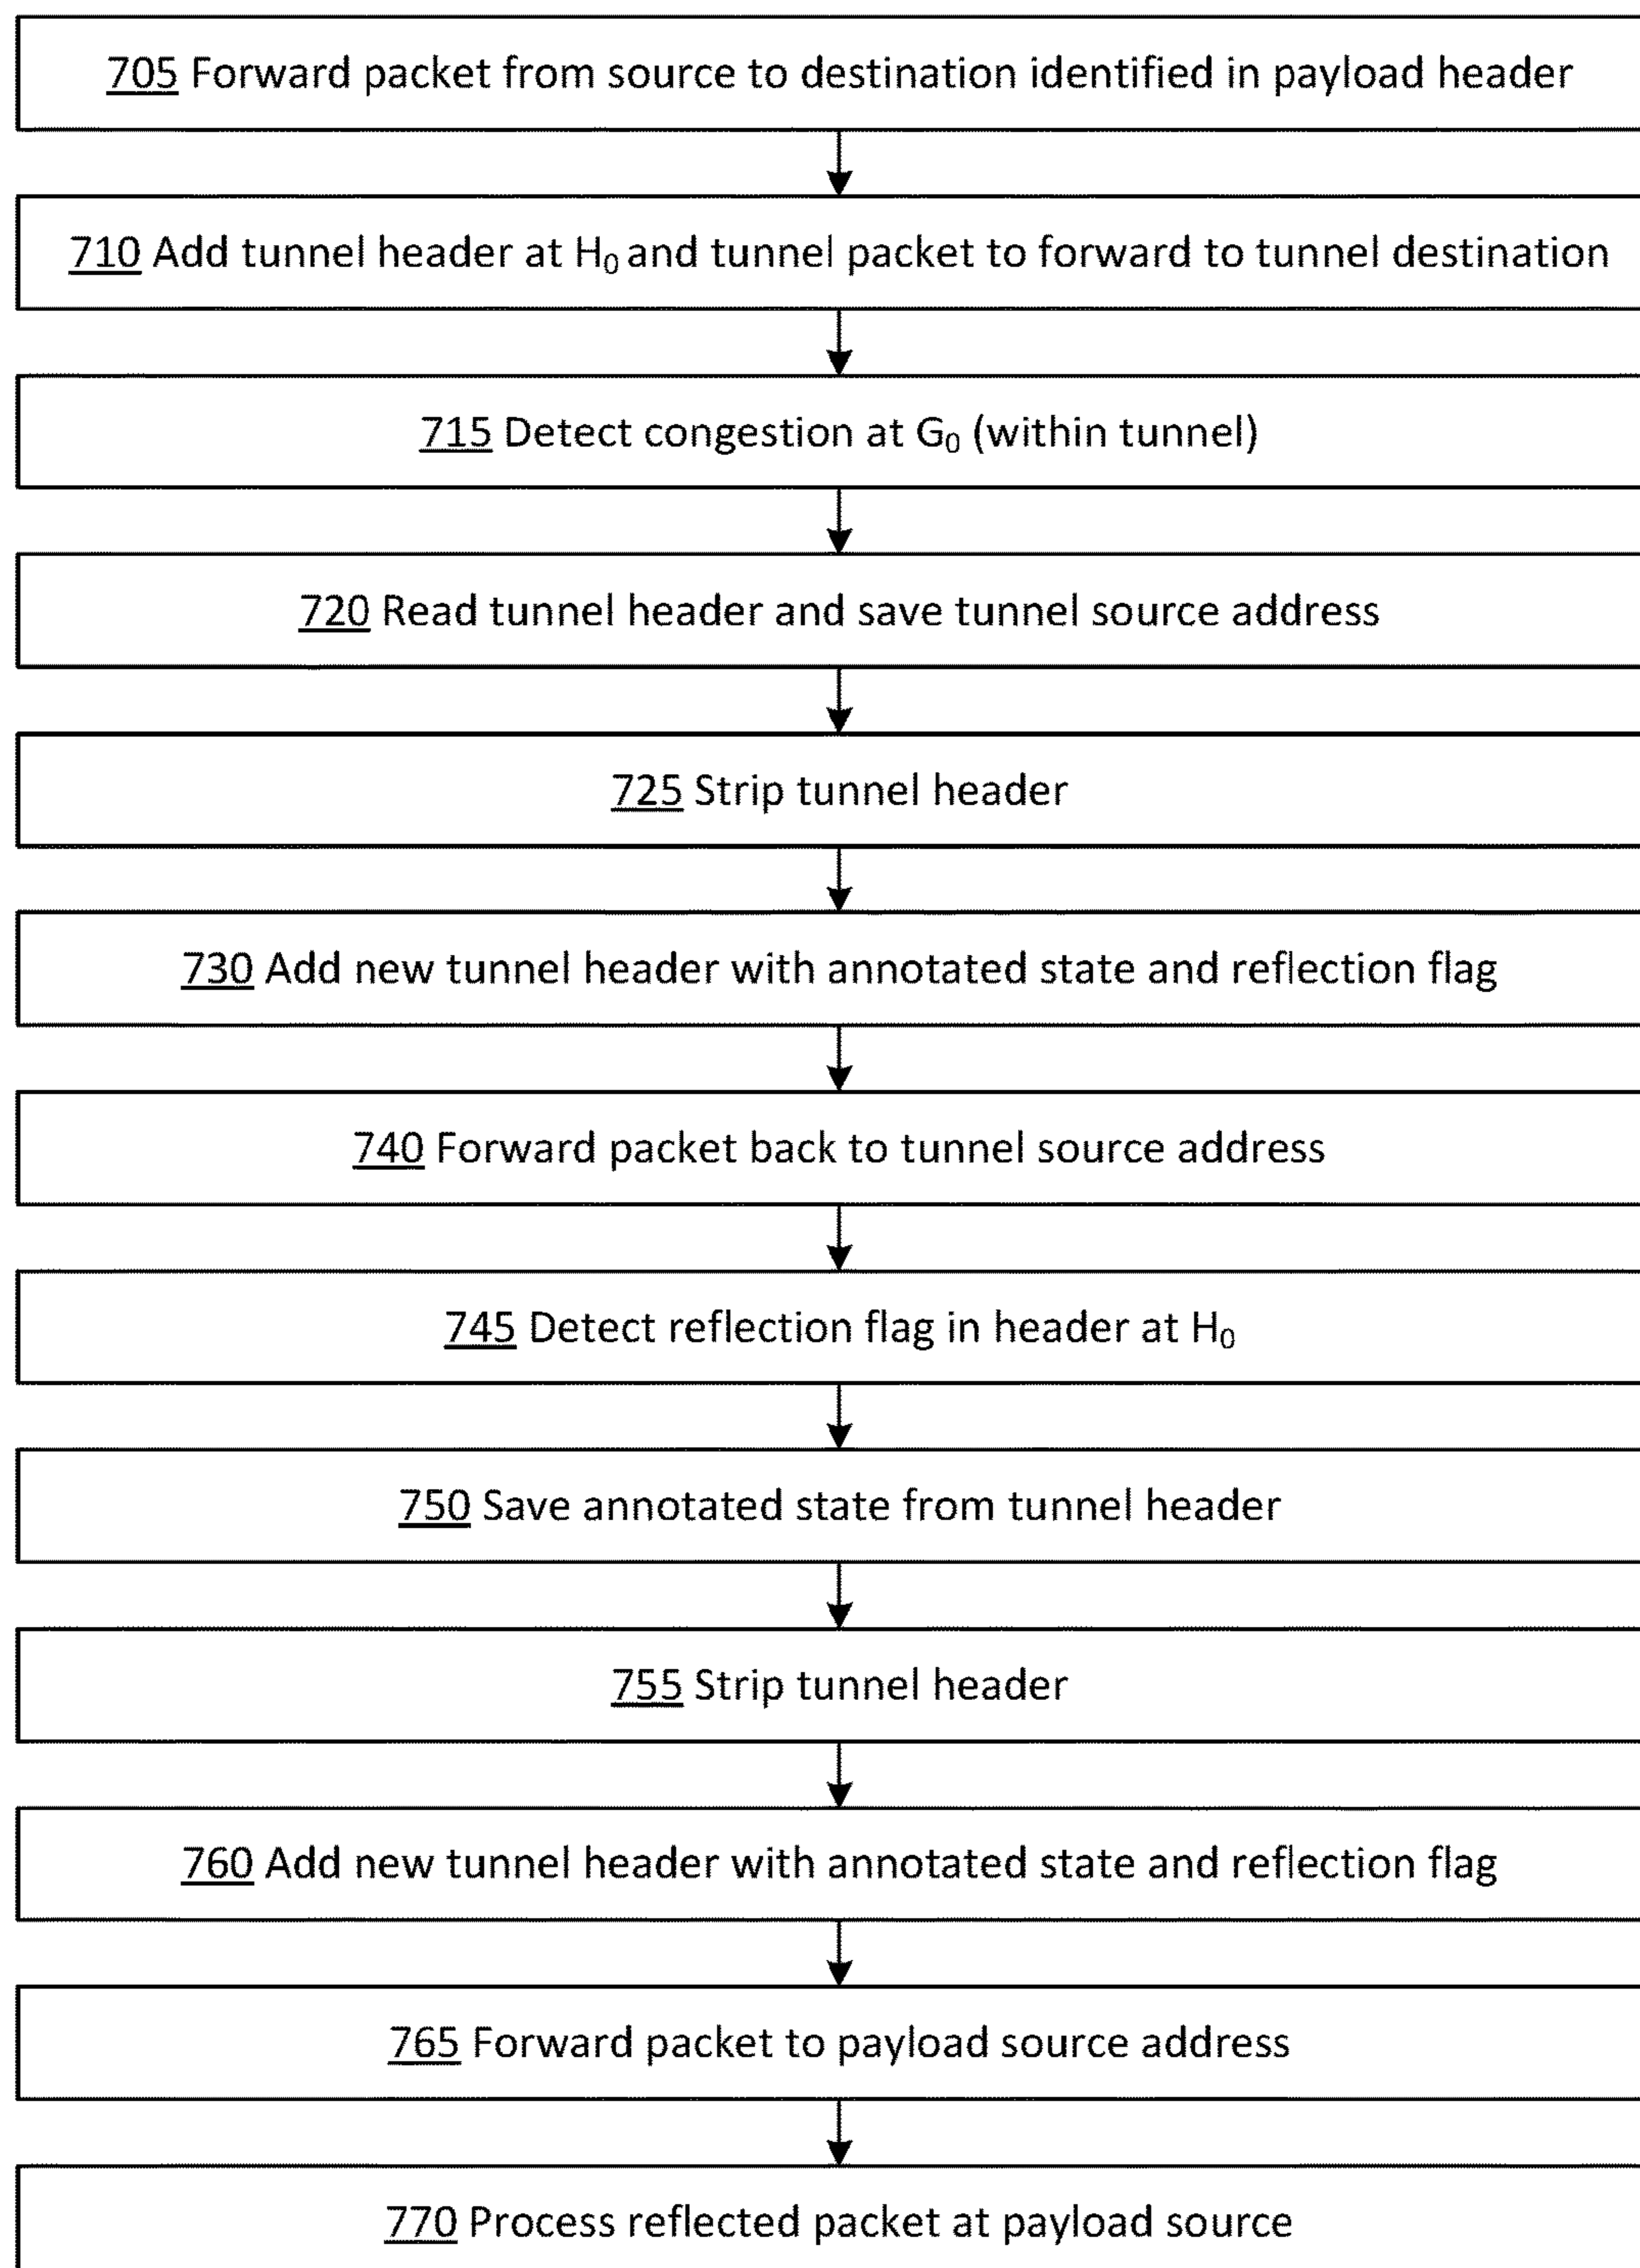 705 Forward packet from source to destination identified in payload header
710 Add tunnel header at H₀ and tunnel packet to forward to tunnel destination
715 Detect congestion at G₀ (within tunnel)
720 Read tunnel header and save tunnel source address
725 Strip tunnel header
730 Add new tunnel header with annotated state and reflection flag
740 Forward packet back to tunnel source address
745 Detect reflection flag in header at H₀
750 Save annotated state from tunnel header
755 Strip tunnel header
760 Add new tunnel header with annotated state and reflection flag
765 Forward packet to payload source address
770 Process reflected packet at payload source